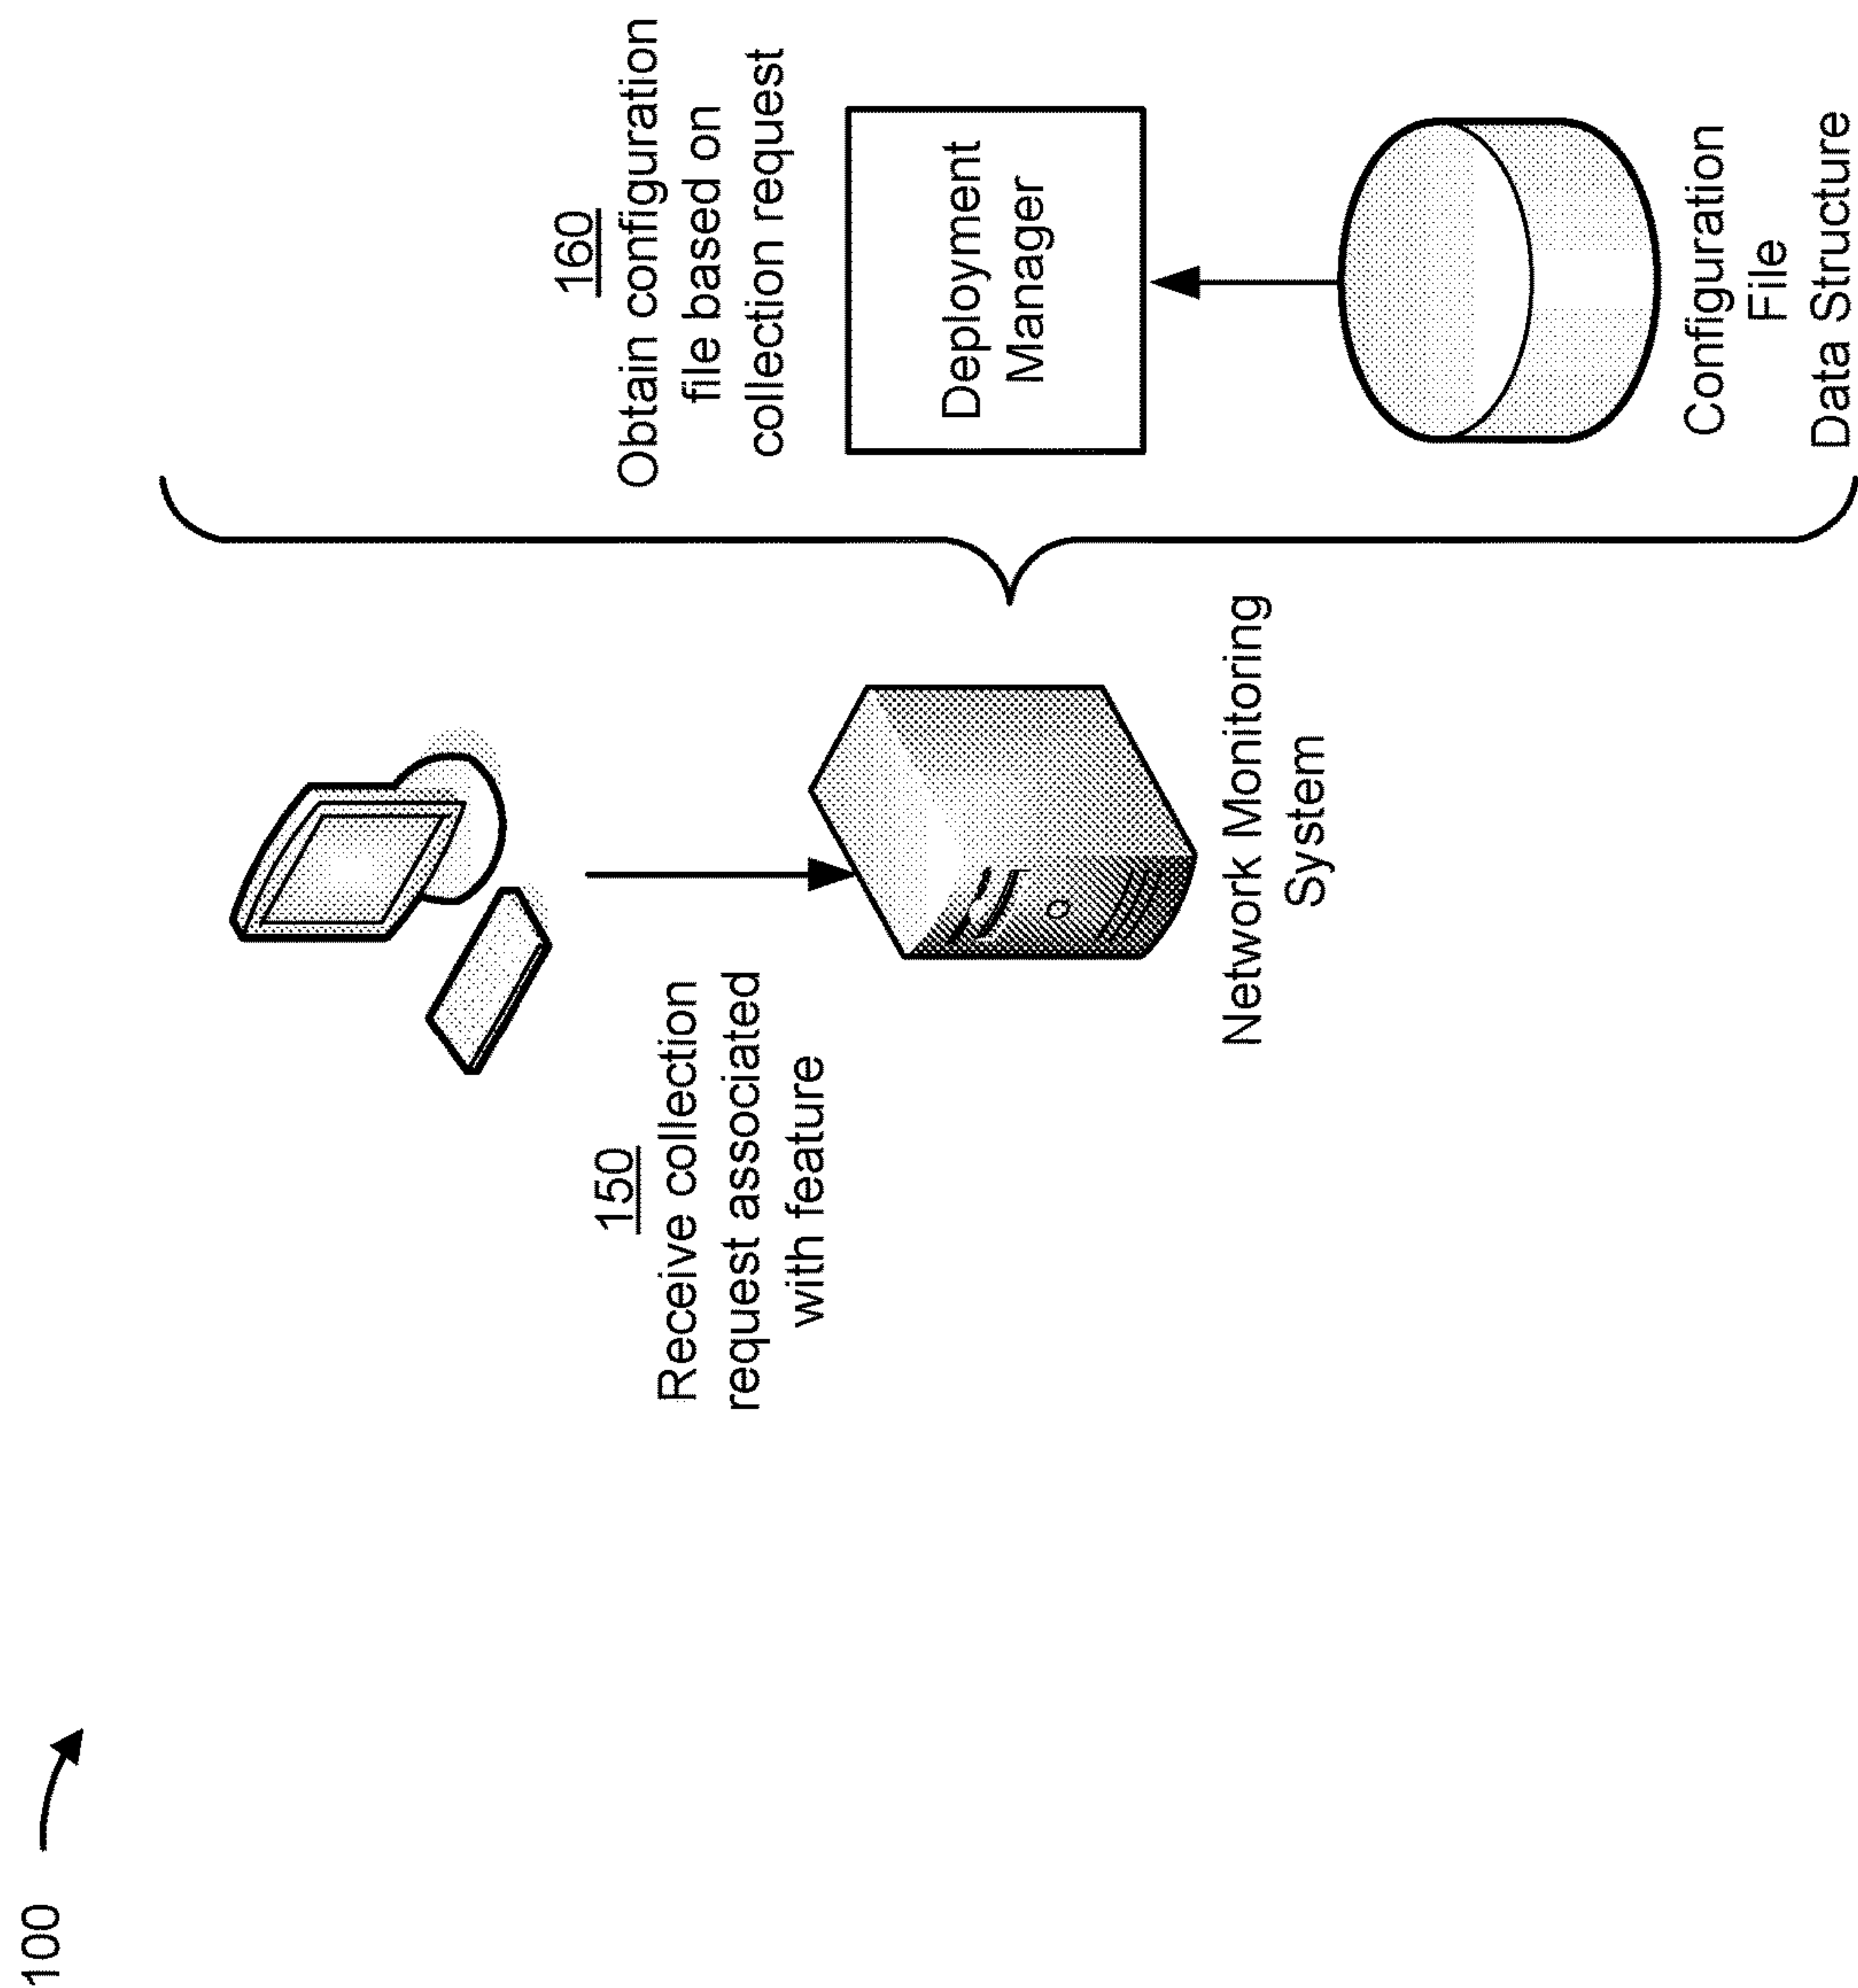 100
150
Receive collection
request associated
with feature
Network Monitoring
System
160
Obtain configuration
file based on
collection request
Deployment
Manager
Configuration
File
Data Structure